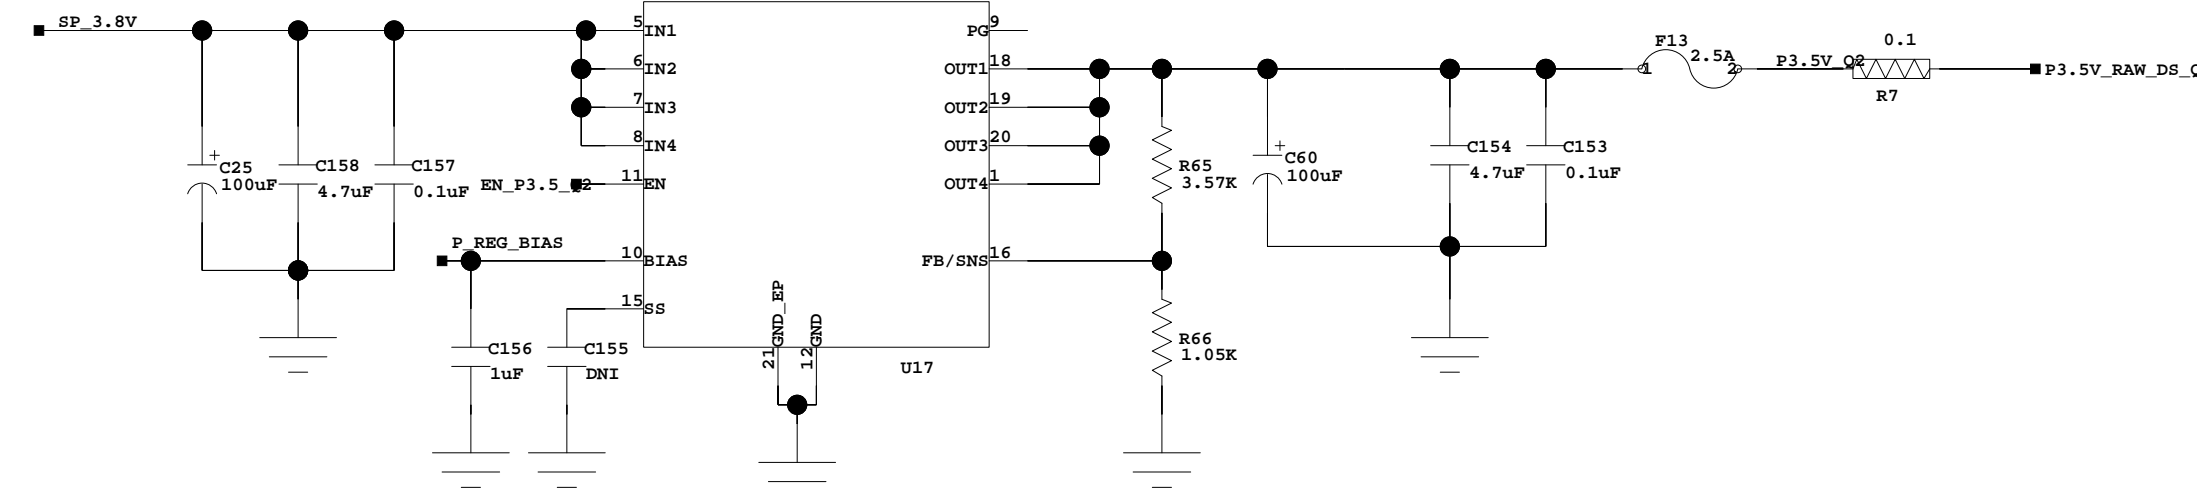 SP_3.8V
5
IN1
6
IN2
7
IN3
8
IN4
11
EN
10
BIAS
15
SS
PG
9
OUT1
18
OUT2
19
OUT3
20
OUT4
1
FB/SNS
16
GND_EP
21
GND
12
U17
+
C25
100uF
C158
4.7uF
C157
0.1uF
EN_P3.5_Q2
P_REG_BIAS
C156
1uF
C155
DNI
R65
3.57K
R66
1.05K
+
C60
100uF
C154
4.7uF
C153
0.1uF
F13
2.5A
1
2
P3.5V_Q2
0.1
R7
P3.5V_RAW_DS_Q